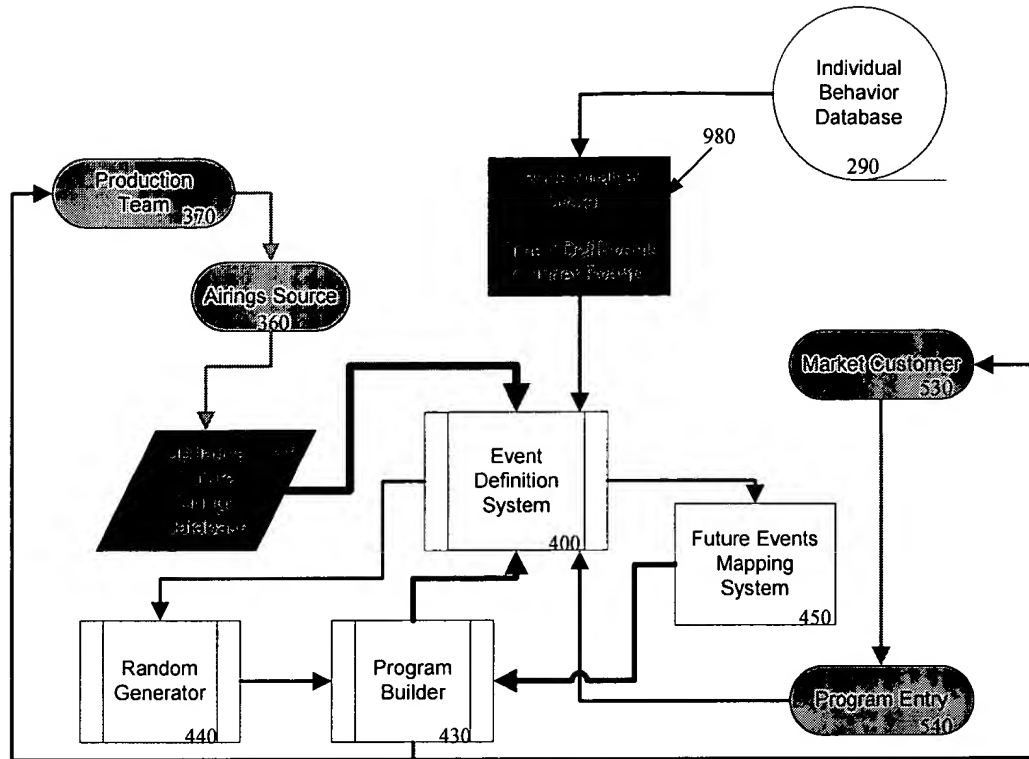 Individual
Behavior
Database
290
980
Production
Team
370
Airings Source
360
Market Customer
530
Event
Definition
System
400
Future Events
Mapping
System
450
Random
Generator
440
Program
Builder
430
Program Entry
540